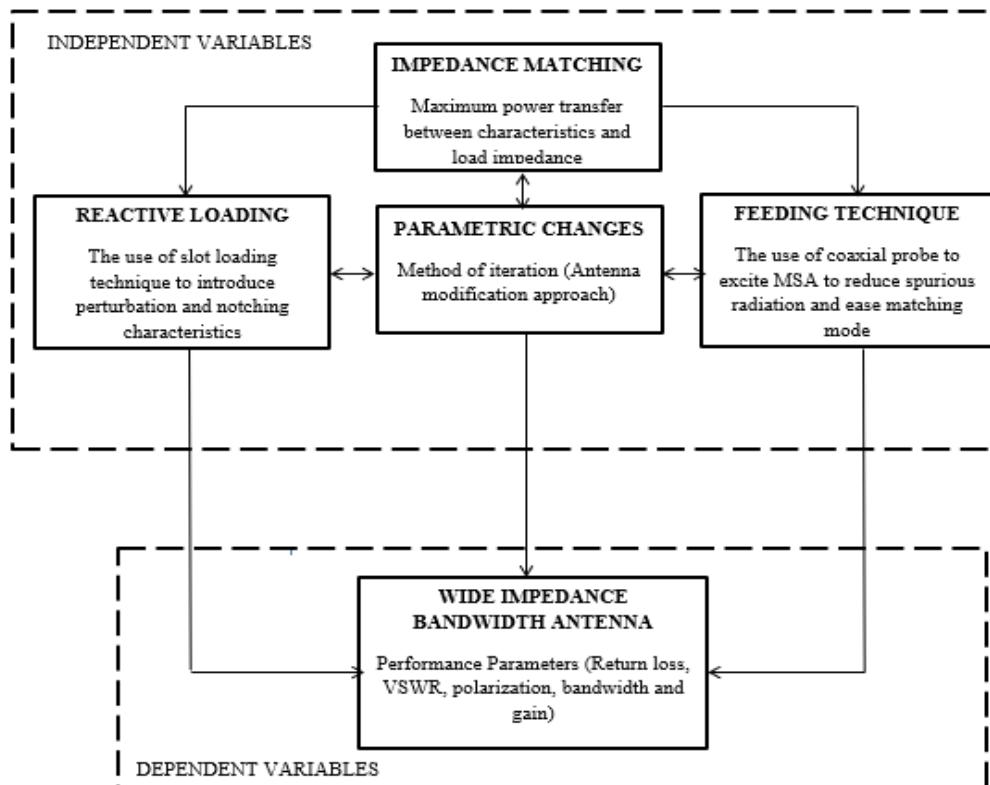 INDEPENDENT VARIABLES
IMPEDANCE MATCHING
Maximum power transfer
between characteristics and
load impedance
REACTIVE LOADING
The use of slot loading
technique to introduce
perturbation and notching
characteristics
PARAMETRIC CHANGES
Method of iteration (Antenna
modification approach)
FEEDING TECHNIQUE
The use of coaxial probe to
excite MSA to reduce spurious
radiation and ease matching
mode
WIDE IMPEDANCE
BANDWIDTH ANTENNA
Performance Parameters (Return loss,
VSWR, polarization, bandwidth and
gain)
DEPENDENT VARIABLES